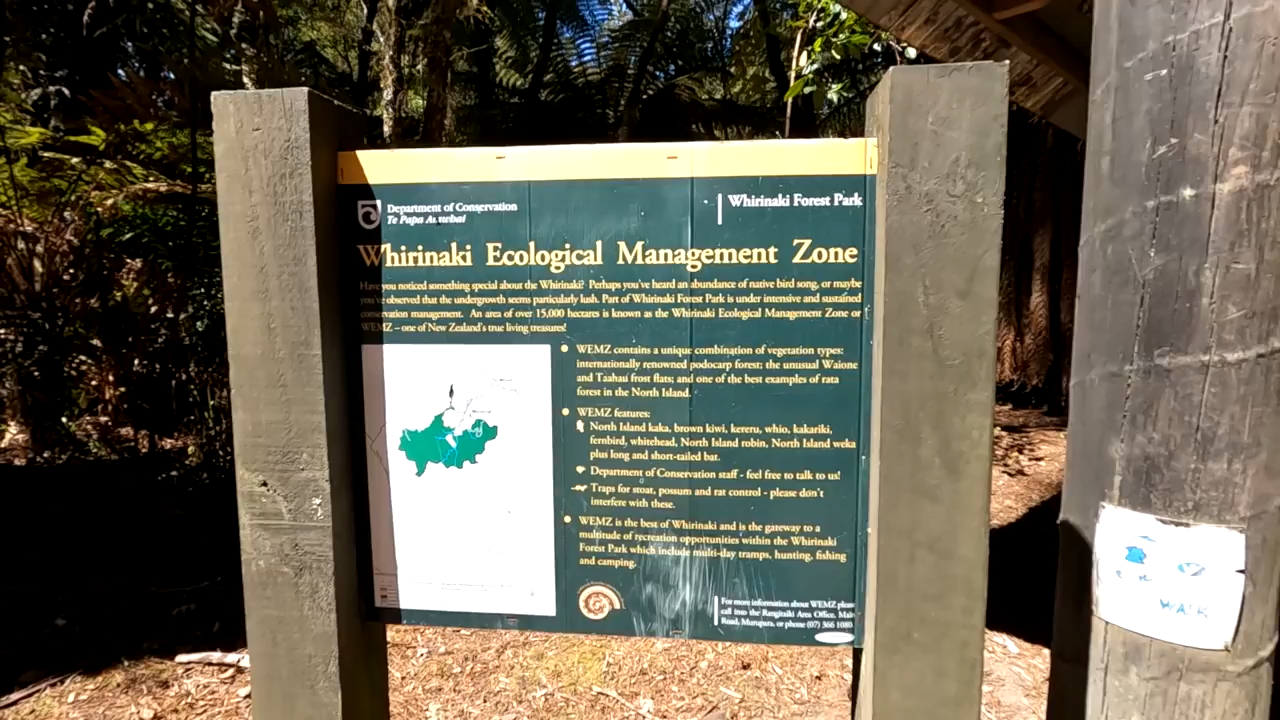 Department of Conservation
Te Papa Atawhai
Whirinaki Forest Park
Whirinaki Ecological Management Zone
Have you noticed something special about the Whirinaki? Perhaps you've heard an abundance of native bird song, or maybe
you've observed that the undergrowth seems particularly lush. Part of Whirinaki Forest Park is under intensive and sustained
conservation management. An area of over 15,000 hectares is known as the Whirinaki Ecological Management Zone or
WEMZ – one of New Zealand's true living treasures!
WEMZ contains a unique combination of vegetation types:
internationally renowned podocarp forest; the unusual Waione
and Taahau frost flats; and one of the best examples of rata
forest in the North Island.
WEMZ features:
North Island kaka, brown kiwi, kereru, whio, kakariki,
fernbird, whitehead, North Island robin, North Island weka
plus long and short-tailed bat.
Department of Conservation staff - feel free to talk to us!
Traps for stoat, possum and rat control - please don't
interfere with these.
WEMZ is the best of Whirinaki and is the gateway to a
multitude of recreation opportunities within the Whirinaki
Forest Park which include multi-day tramps, hunting, fishing
and camping.
For more information about WEMZ please
call into the Rangitaiki Area Office, Main
Road, Murupara, or phone (07) 366 1080
WALK